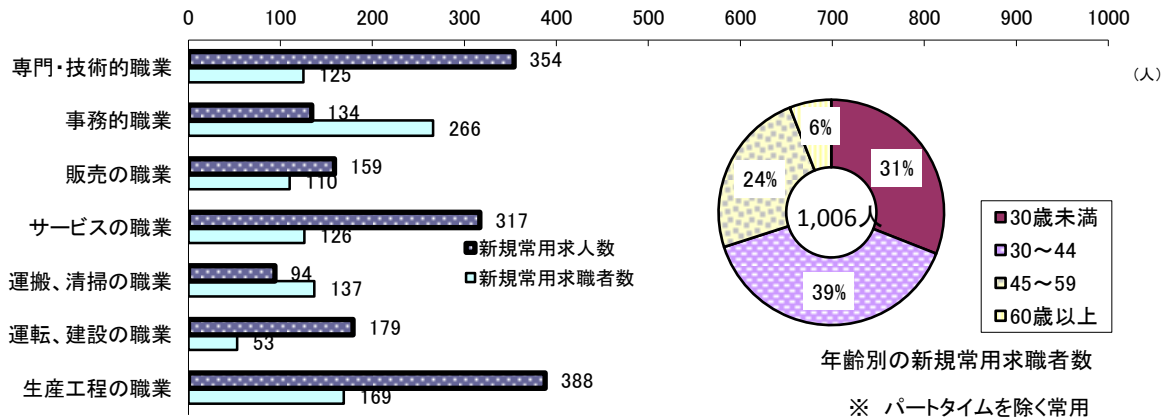 0 100 200 300 400 500 600 700 800 900 1000
(人)
専門・技術的職業 354
125
事務的職業 134
266
販売の職業 159
110
サービスの職業 317
126
運搬、清掃の職業 94
137
運転、建設の職業 179
53
生産工程の職業 388
169
新規常用求人数
新規常用求職者数
6%
31%
24%
39%
1,006人
30歳未満
30～44
45～59
60歳以上
年齢別の新規常用求職者数
※ パートタイムを除く常用